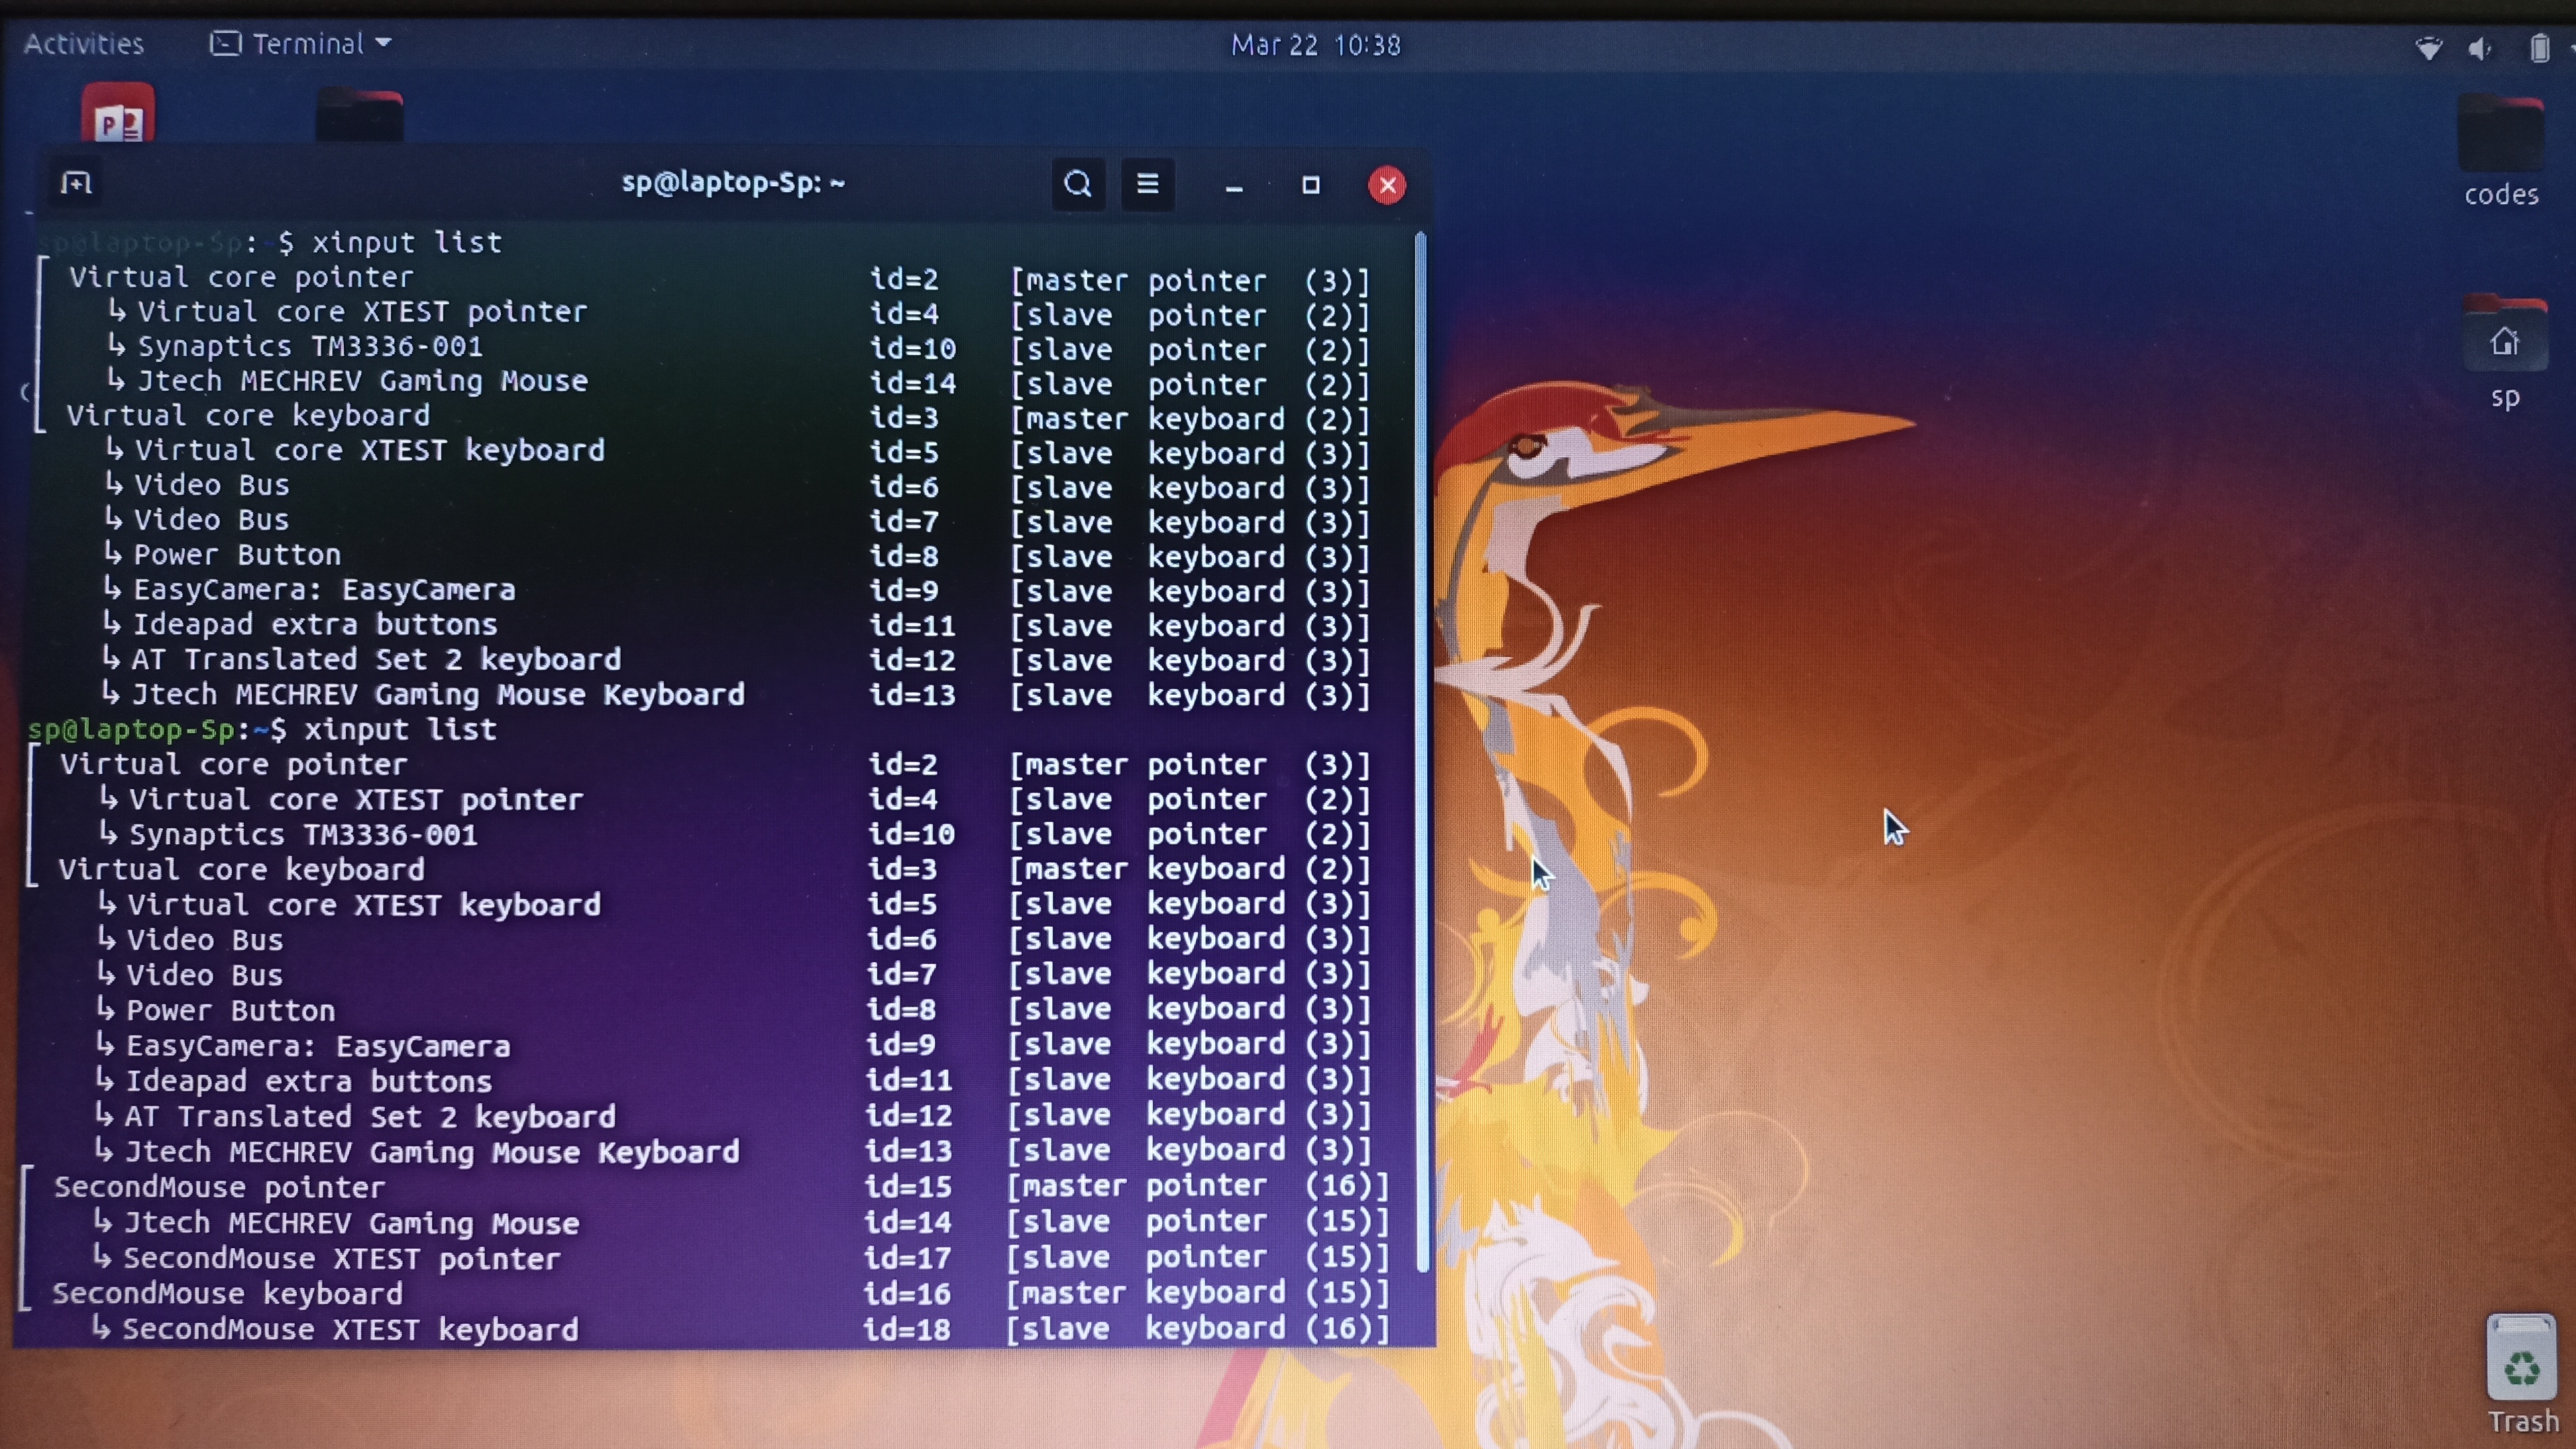 Activities Terminal Mar 22 10:38
P
codes
sp
sp@laptop-Sp: ~
sp@laptop-Sp:~$ xinput list
⎡ Virtual core pointer id=2 [master pointer (3)]
⎜ ↳ Virtual core XTEST pointer id=4 [slave pointer (2)]
⎜ ↳ Synaptics TM3336-001 id=10 [slave pointer (2)]
⎜ ↳ Jtech MECHREV Gaming Mouse id=14 [slave pointer (2)]
⎣ Virtual core keyboard id=3 [master keyboard (2)]
↳ Virtual core XTEST keyboard id=5 [slave keyboard (3)]
↳ Video Bus id=6 [slave keyboard (3)]
↳ Video Bus id=7 [slave keyboard (3)]
↳ Power Button id=8 [slave keyboard (3)]
↳ EasyCamera: EasyCamera id=9 [slave keyboard (3)]
↳ Ideapad extra buttons id=11 [slave keyboard (3)]
↳ AT Translated Set 2 keyboard id=12 [slave keyboard (3)]
↳ Jtech MECHREV Gaming Mouse Keyboard id=13 [slave keyboard (3)]
sp@laptop-Sp:~$ xinput list
⎡ Virtual core pointer id=2 [master pointer (3)]
⎜ ↳ Virtual core XTEST pointer id=4 [slave pointer (2)]
⎜ ↳ Synaptics TM3336-001 id=10 [slave pointer (2)]
⎣ Virtual core keyboard id=3 [master keyboard (2)]
↳ Virtual core XTEST keyboard id=5 [slave keyboard (3)]
↳ Video Bus id=6 [slave keyboard (3)]
↳ Video Bus id=7 [slave keyboard (3)]
↳ Power Button id=8 [slave keyboard (3)]
↳ EasyCamera: EasyCamera id=9 [slave keyboard (3)]
↳ Ideapad extra buttons id=11 [slave keyboard (3)]
↳ AT Translated Set 2 keyboard id=12 [slave keyboard (3)]
↳ Jtech MECHREV Gaming Mouse Keyboard id=13 [slave keyboard (3)]
⎡ SecondMouse pointer id=15 [master pointer (16)]
⎜ ↳ Jtech MECHREV Gaming Mouse id=14 [slave pointer (15)]
⎜ ↳ SecondMouse XTEST pointer id=17 [slave pointer (15)]
⎣ SecondMouse keyboard id=16 [master keyboard (15)]
↳ SecondMouse XTEST keyboard id=18 [slave keyboard (16)]
Trash